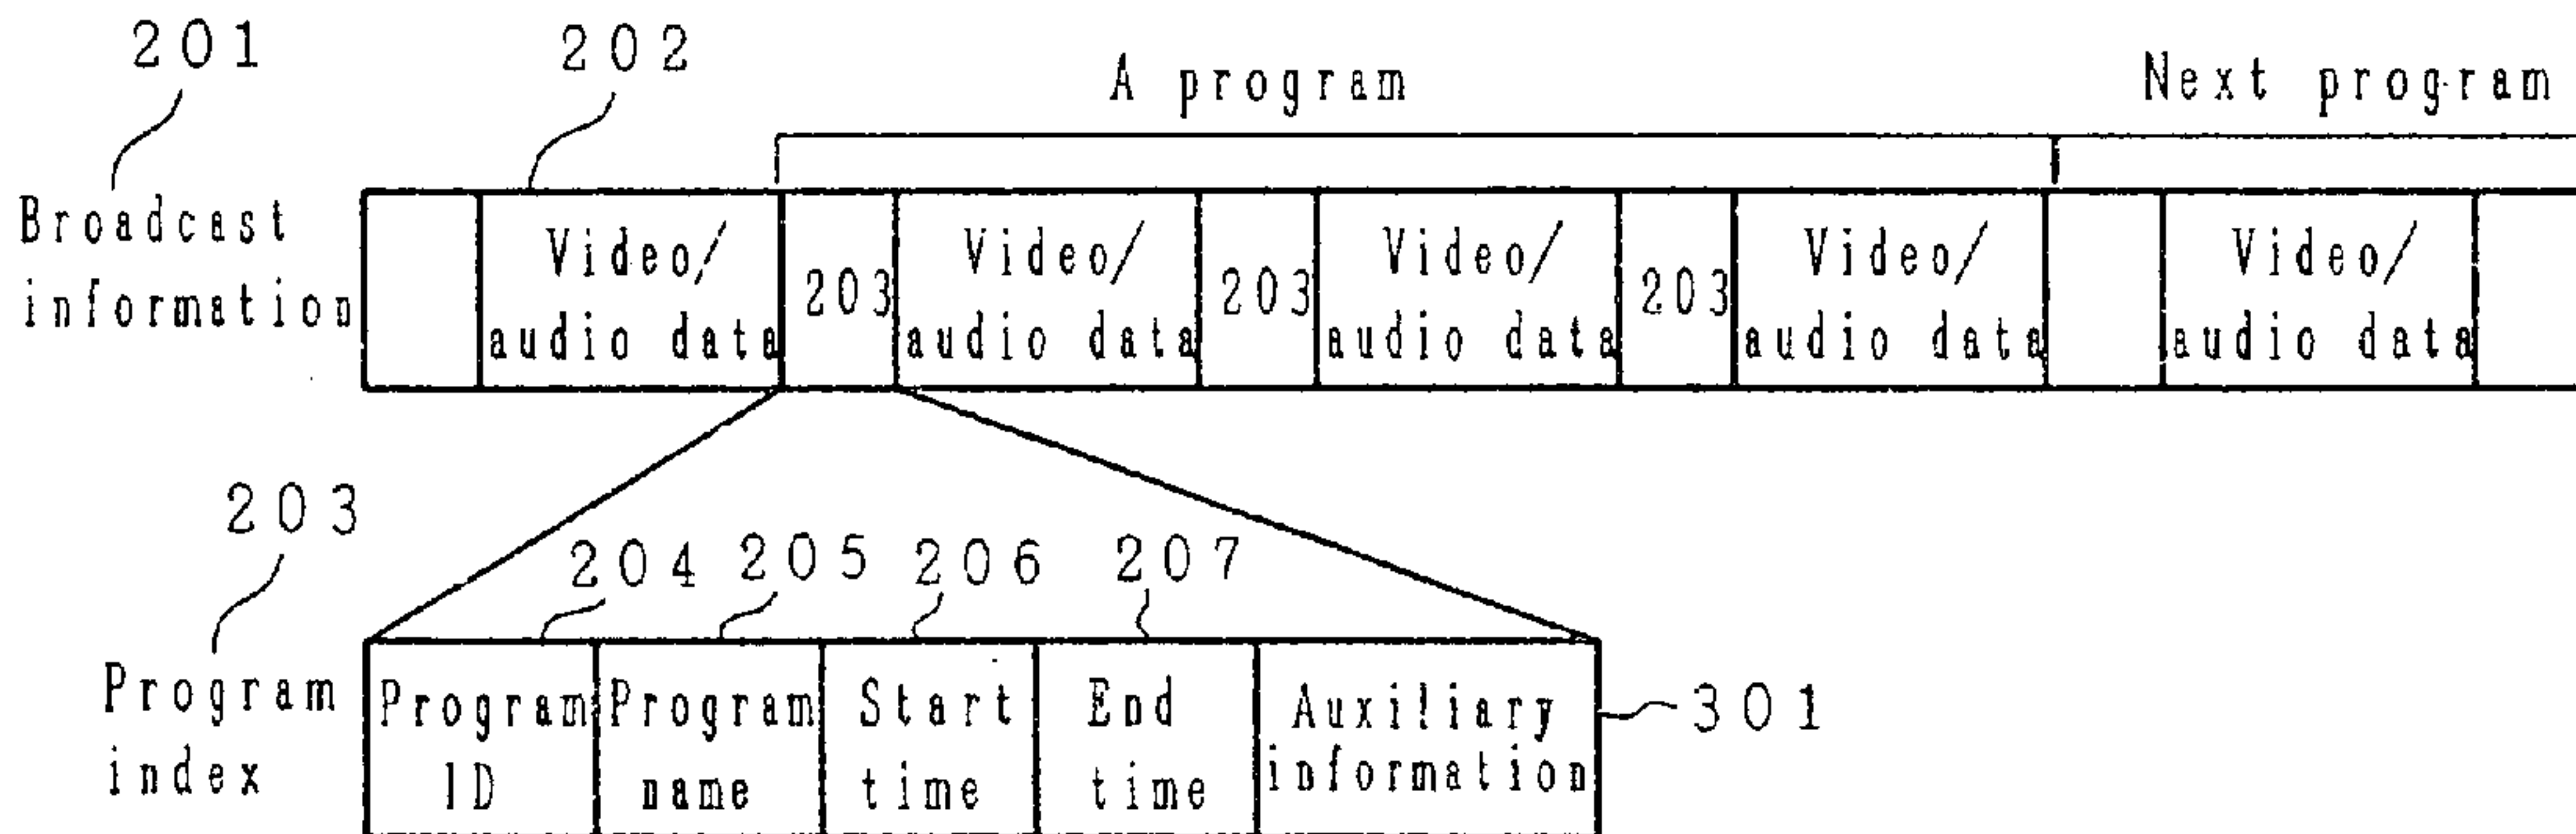 201
202
A program
Next program
Broadcast
information
Video/
audio data
203
Video/
audio data
203
Video/
audio data
203
Video/
audio data
Video/
audio data
203
204
205
206
207
Program
index
Program
ID
Program
name
Start
time
End
time
Auxiliary
information
301